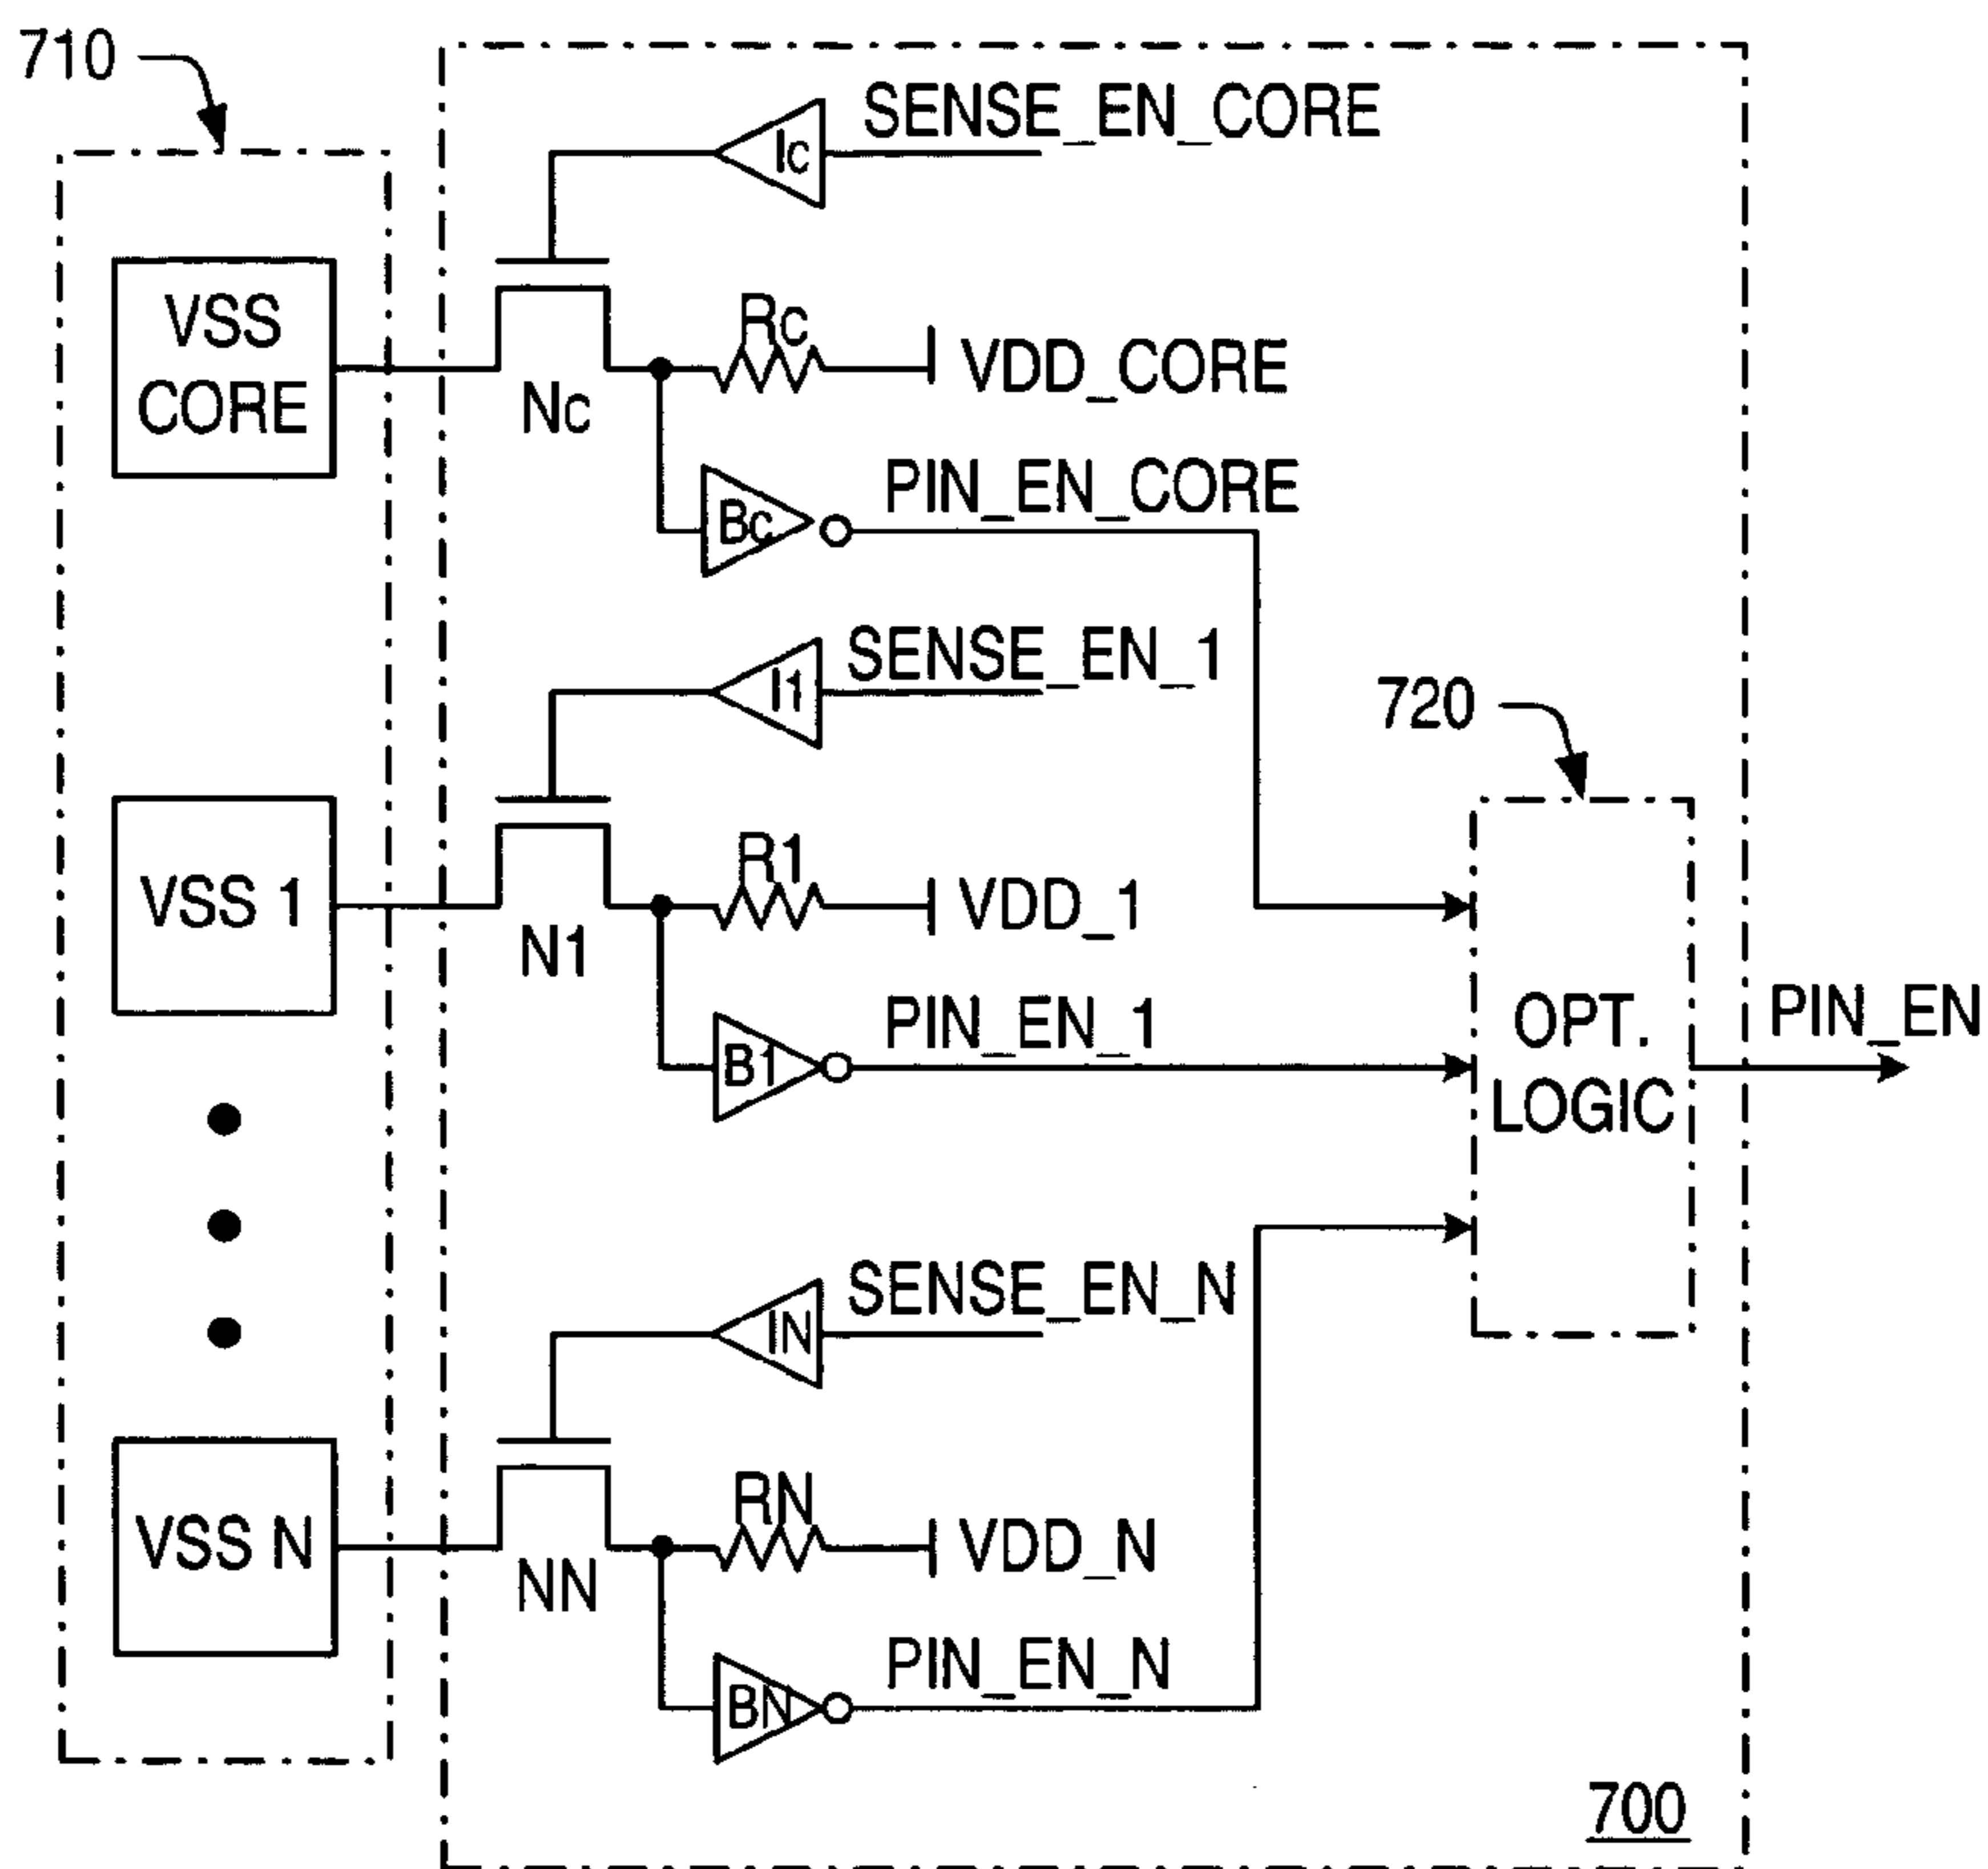 710
SENSE_EN_CORE
Ic
VSS
CORE
Rc
VDD_CORE
Nc
PIN_EN_CORE
Bc
SENSE_EN_1
I1
720
VSS 1
R1
VDD_1
N1
PIN_EN_1
B1
OPT.
LOGIC
PIN_EN
SENSE_EN_N
IN
VSS N
RN
VDD_N
NN
PIN_EN_N
BN
700